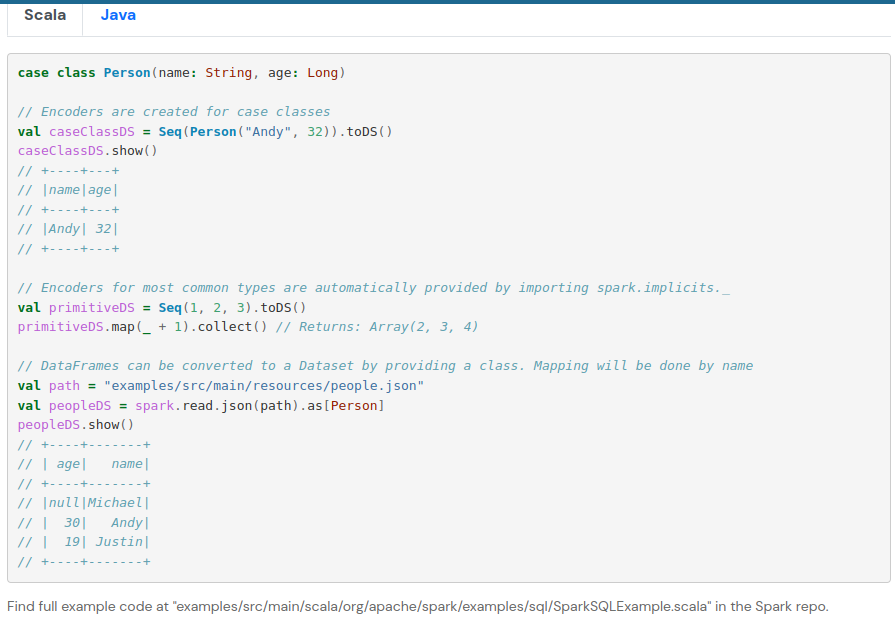 Scala Java
case class Person(name: String, age: Long)
// Encoders are created for case classes
val caseClassDS = Seq(Person("Andy", 32)).toDS()
caseClassDS.show()
// +----+---+
// |name|age|
// +----+---+
// |Andy| 32|
// +----+---+
// Encoders for most common types are automatically provided by importing spark.implicits._
val primitiveDS = Seq(1, 2, 3).toDS()
primitiveDS.map(_ + 1).collect() // Returns: Array(2, 3, 4)
// DataFrames can be converted to a Dataset by providing a class. Mapping will be done by name
val path = "examples/src/main/resources/people.json"
val peopleDS = spark.read.json(path).as[Person]
peopleDS.show()
// +----+-------+
// | age|   name|
// +----+-------+
// |null|Michael|
// |  30|   Andy|
// |  19| Justin|
// +----+-------+
Find full example code at "examples/src/main/scala/org/apache/spark/examples/sql/SparkSQLExample.scala" in the Spark repo.